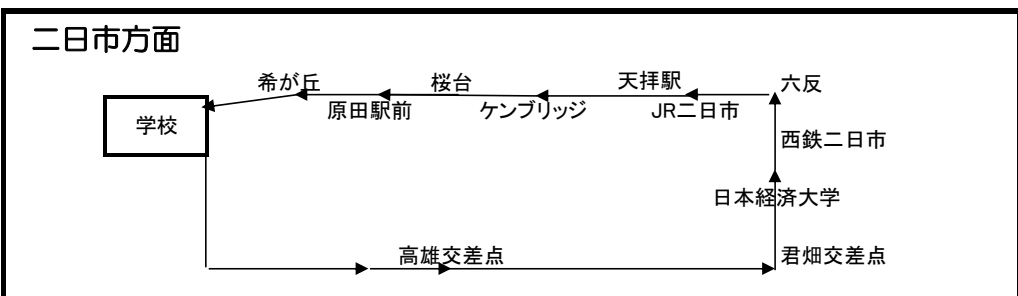 二日市方面
希が丘
桜台
天拝駅
六反
原田駅前
ケンブリッジ
JR二日市
学校
西鉄二日市
日本経済大学
高雄交差点
君畑交差点